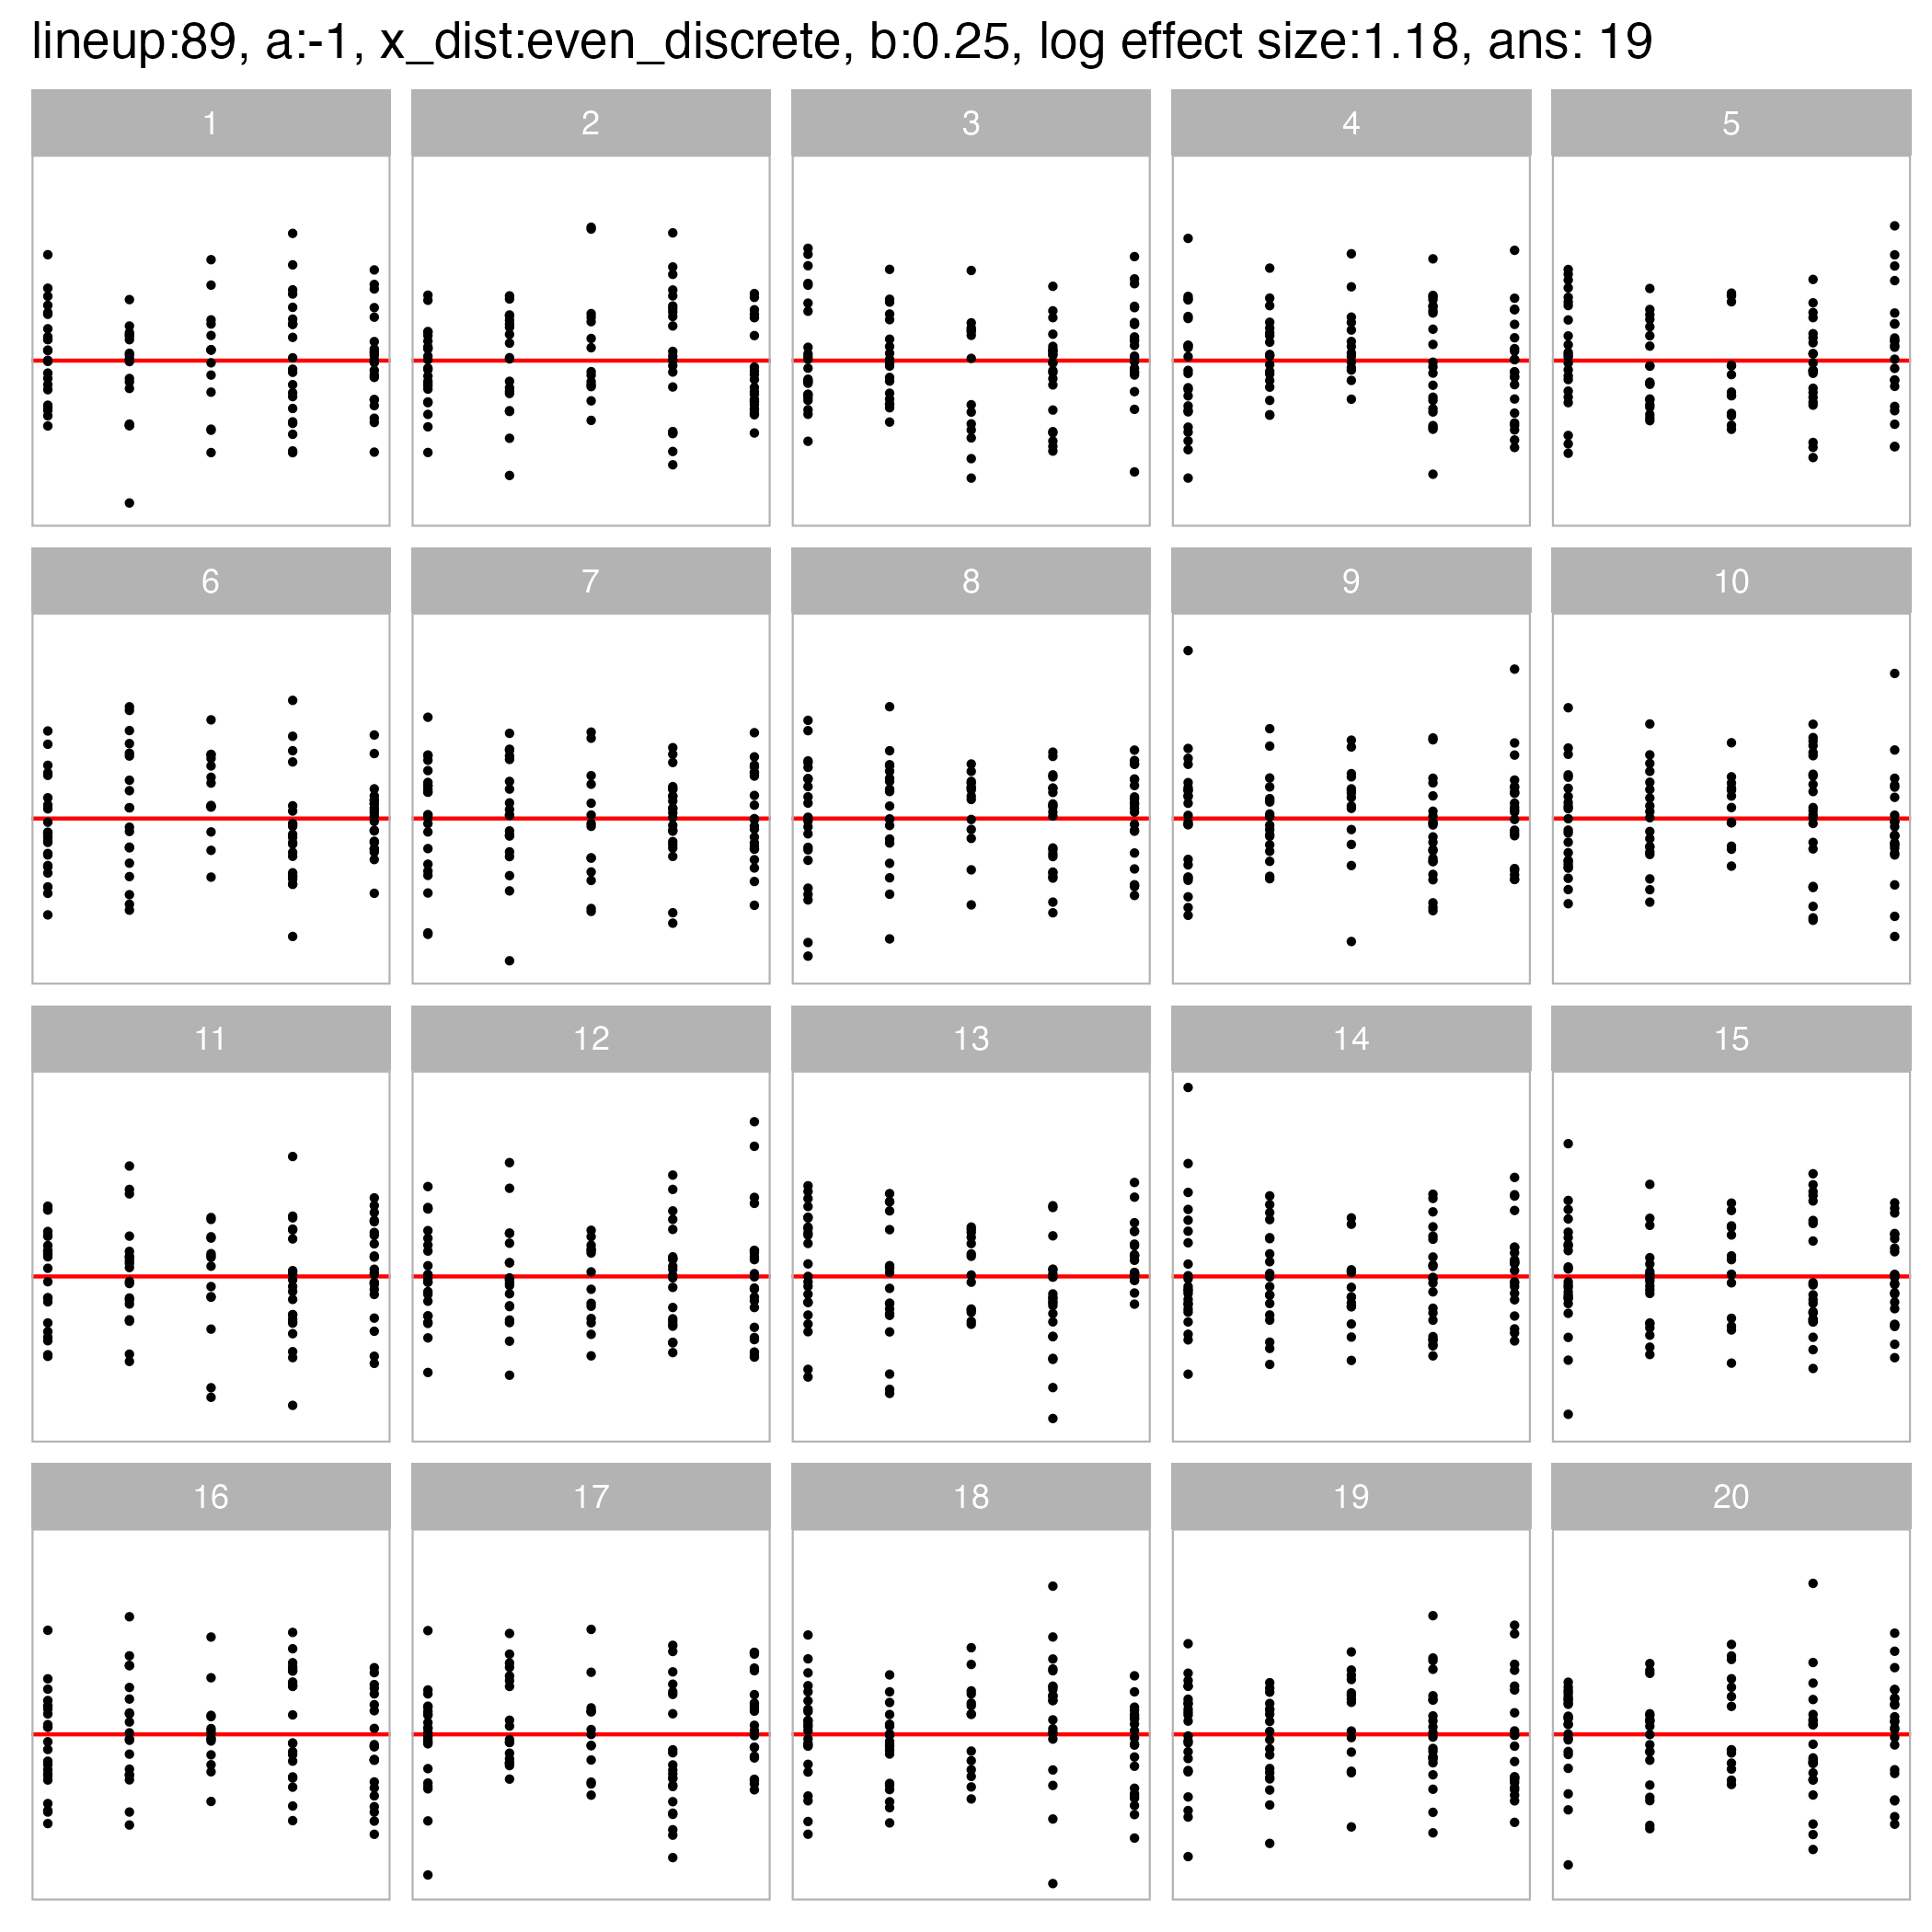 lineup:89, a:-1, x_dist:even_discrete, b:0.25, log effect size:1.18, ans: 19
1 2 3 4 5
6 7 8 9 10
11 12 13 14 15
16 17 18 19 20